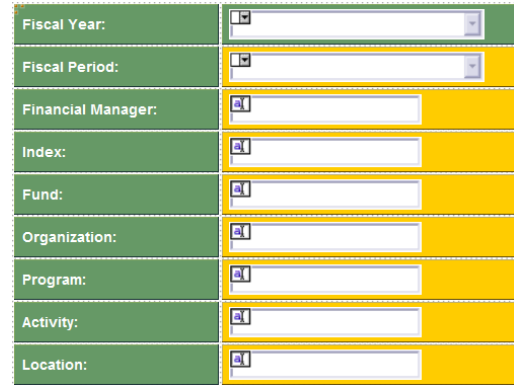 Fiscal Year:
Fiscal Period:
Financial Manager:
a
Index:
a
Fund:
a
Organization:
a
Program:
a
Activity:
a
Location:
a